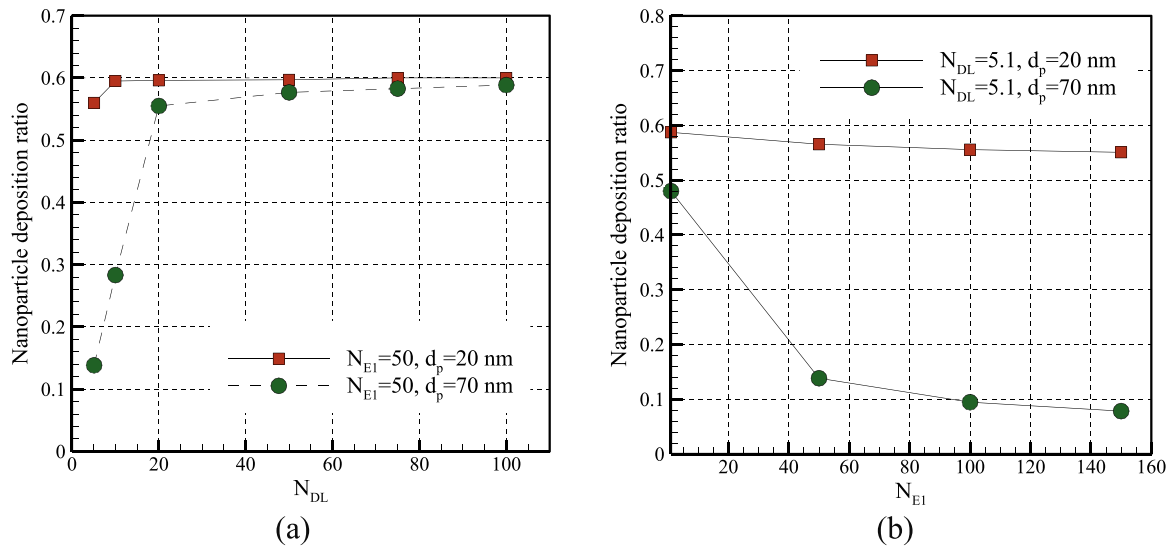 Nanoparticle deposition ratio
0.7
0.6
0.5
0.4
0.3
0.2
0.1
0
N_E1=50, d_p=20 nm
N_E1=50, d_p=70 nm
0 20 40 60 80 100
N_DL
(a)
Nanoparticle deposition ratio
0.8
0.7
0.6
0.5
0.4
0.3
0.2
0.1
0
N_DL=5.1, d_p=20 nm
N_DL=5.1, d_p=70 nm
20 40 60 80 100 120 140 160
N_E1
(b)